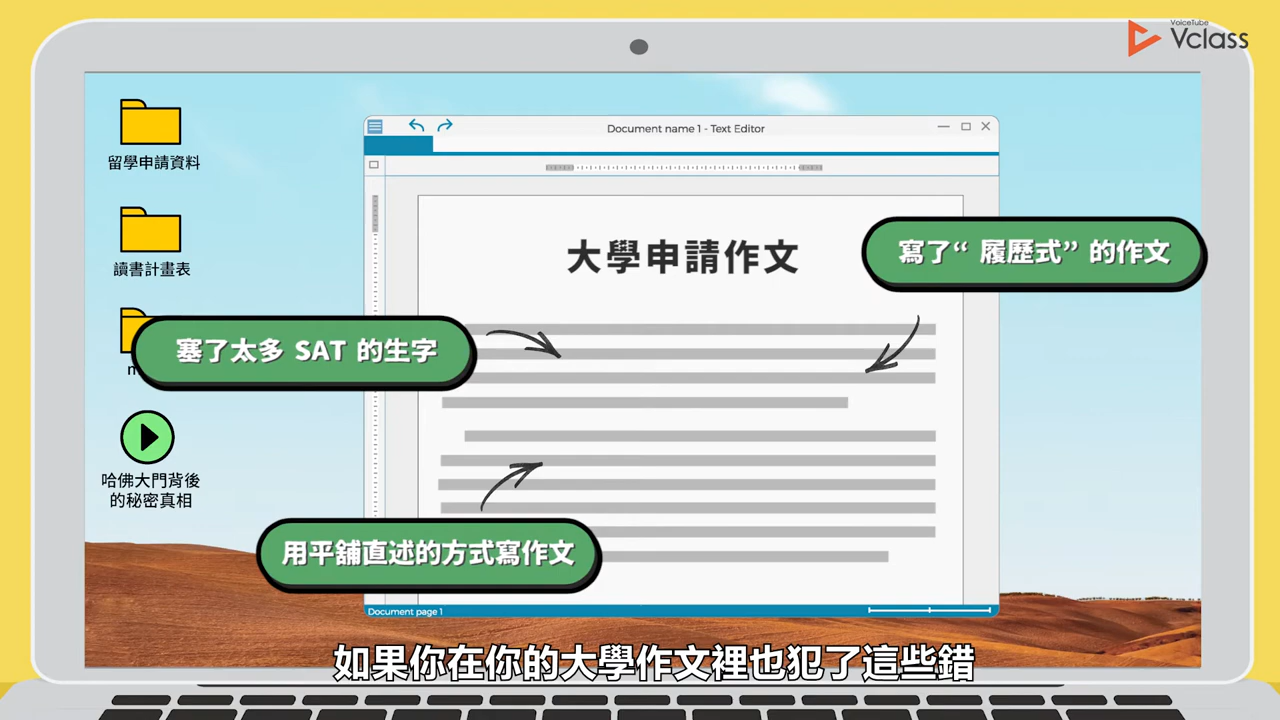 VoiceTube
Vclass
Document name 1 - Text Editor
留學申請資料
讀書計畫表
哈佛大門背後
的秘密真相
大學申請作文
寫了“ 履歷式” 的作文
塞了太多 SAT 的生字
用平舖直述的方式寫作文
Document page 1
如果你在你的大學作文裡也犯了這些錯